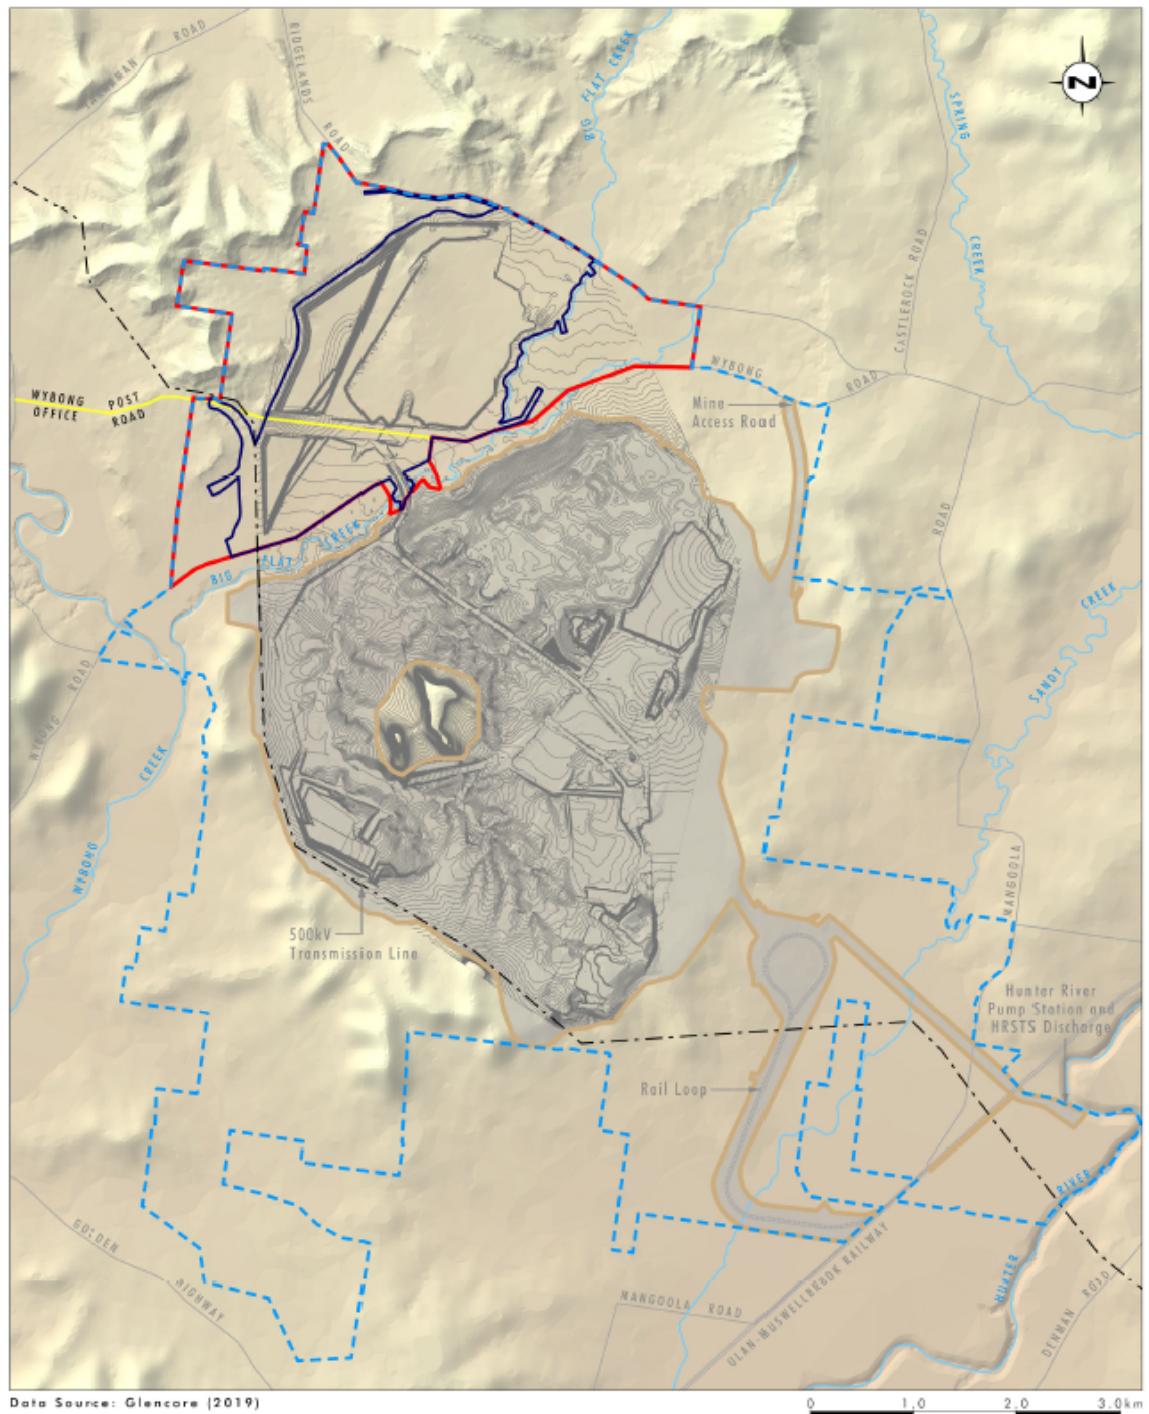 ROAD
RIDGELANDS
ROAD
BIG FLAT CREEK
SPRING
CREEK
N
CASTLEROCK ROAD
WYBONG
ROAD
WYBONG
OFFICE
POST
ROAD
Mine
Access Road
ROAD
BIG
FLAT
CREEK
CREEK
SANDY
WYBONG
ROAD
CREEK
WYBONG
MANGOOLA
500kV
Transmission Line
Hunter River
Pump Station and
HRSTS Discharge
Rail Loop
RIVER
HUNTER
GOLDEN
HIGHWAY
MANGOOLA ROAD
ULAN-MUSWELLBROOK RAILWAY
DENMAN ROAD
Data Source: Glencore (2019)
0 1.0 2.0 3.0km